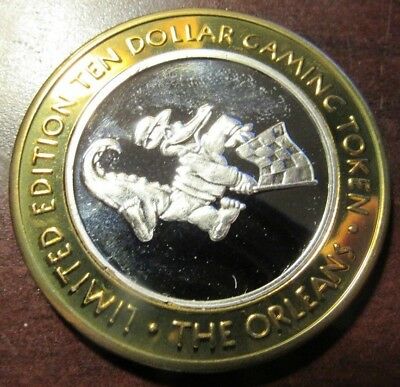 LIMITED EDITION TEN DOLLAR GAMING TOKEN
• THE ORLEANS •